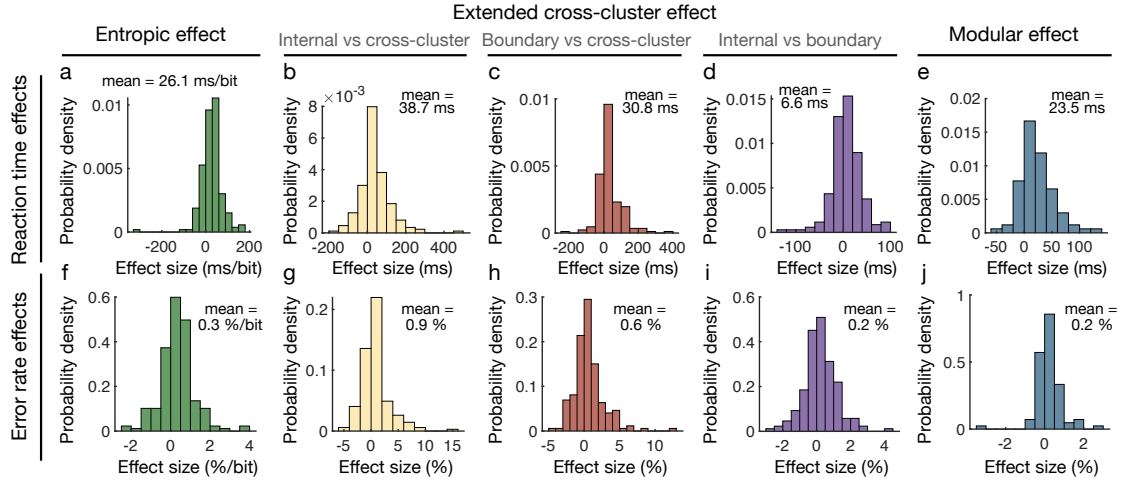 Extended cross-cluster effect
Entropic effect
Internal vs cross-cluster
Boundary vs cross-cluster
Internal vs boundary
Modular effect
Reaction time effects
a
mean = 26.1 ms/bit
Probability density
0.01
0.005
0
-200 0 200
Effect size (ms/bit)
b
× 10⁻³
mean =
38.7 ms
Probability density
8
6
4
2
0
-200 0 200 400
Effect size (ms)
c
mean =
30.8 ms
Probability density
0.01
0.005
0
-200 0 200 400
Effect size (ms)
d
mean =
6.6 ms
Probability density
0.015
0.01
0.005
0
-100 0 100
Effect size (ms)
e
mean =
23.5 ms
Probability density
0.02
0.015
0.01
0.005
0
-50 0 50 100
Effect size (ms)
Error rate effects
f
mean =
0.3 %/bit
Probability density
0.6
0.4
0.2
0
-2 0 2 4
Effect size (%/bit)
g
mean =
0.9 %
Probability density
0.2
0.1
0
-5 0 5 10 15
Effect size (%)
h
mean =
0.6 %
Probability density
0.3
0.2
0.1
0
-5 0 5 10
Effect size (%)
i
mean =
0.2 %
Probability density
0.6
0.4
0.2
0
-2 0 2 4
Effect size (%)
j
mean =
0.2 %
Probability density
1
0.5
0
-2 0 2
Effect size (%)